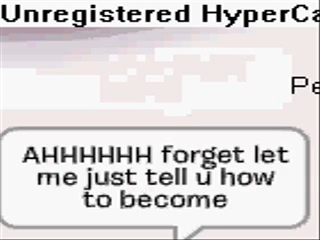 Unregistered HyperCa
Pe
AHHHHHH forget let
me just tell u how
to become